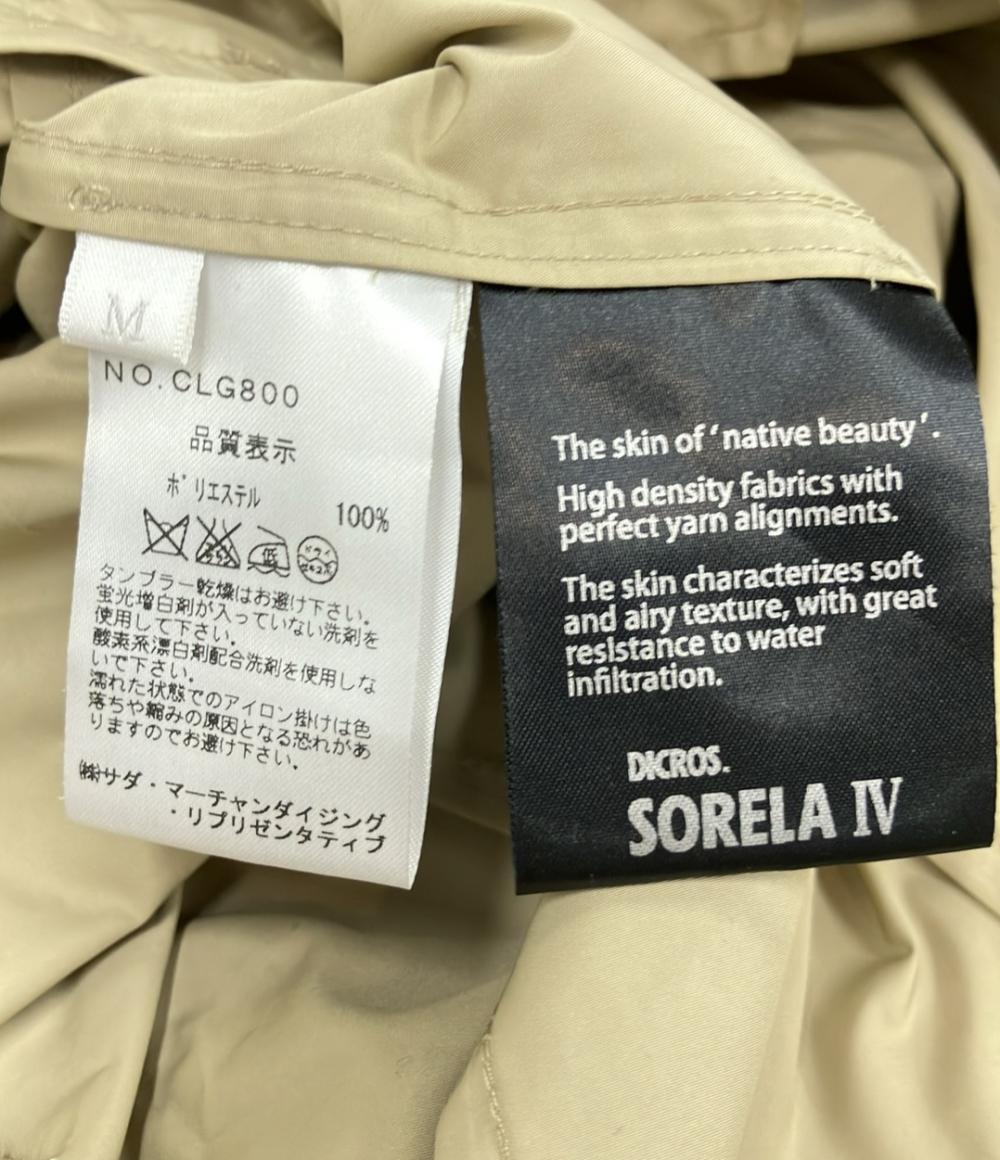 M
NO.CLG800
品質表示
ポリエステル
100%
低
タンブラー乾燥はお避け下さい。
蛍光増白剤が入っていない洗剤を
使用して下さい。
酸素系漂白剤配合洗剤を使用しな
いで下さい。
濡れた状態でのアイロン掛けは色
落ちや縮みの原因となる恐れがあ
りますのでお避け下さい。
㈱サダ・マーチャンダイジング
・リプリゼンタティブ
The skin of 'native beauty'.
High density fabrics with
perfect yarn alignments.
The skin characterizes soft
and airy texture, with great
resistance to water
infiltration.
DICROS.
SORELA IV